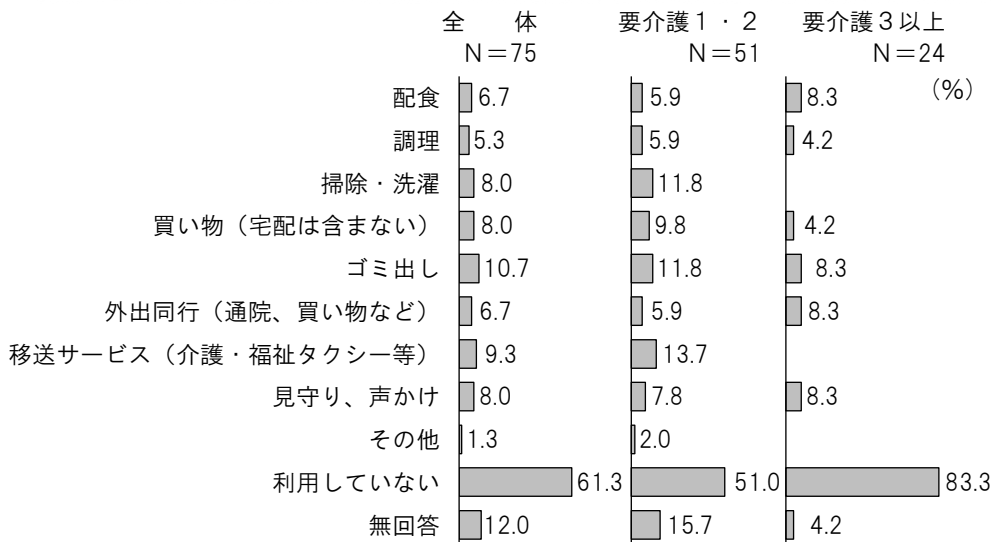 全　体　要介護１・２　要介護３以上
Ｎ＝75　Ｎ＝51　Ｎ＝24
(%)
配食　6.7　5.9　8.3
調理　5.3　5.9　4.2
掃除・洗濯　8.0　11.8
買い物（宅配は含まない）　8.0　9.8　4.2
ゴミ出し　10.7　11.8　8.3
外出同行（通院、買い物など）　6.7　5.9　8.3
移送サービス（介護・福祉タクシー等）　9.3　13.7
見守り、声かけ　8.0　7.8　8.3
その他　1.3　2.0
利用していない　61.3　51.0　83.3
無回答　12.0　15.7　4.2